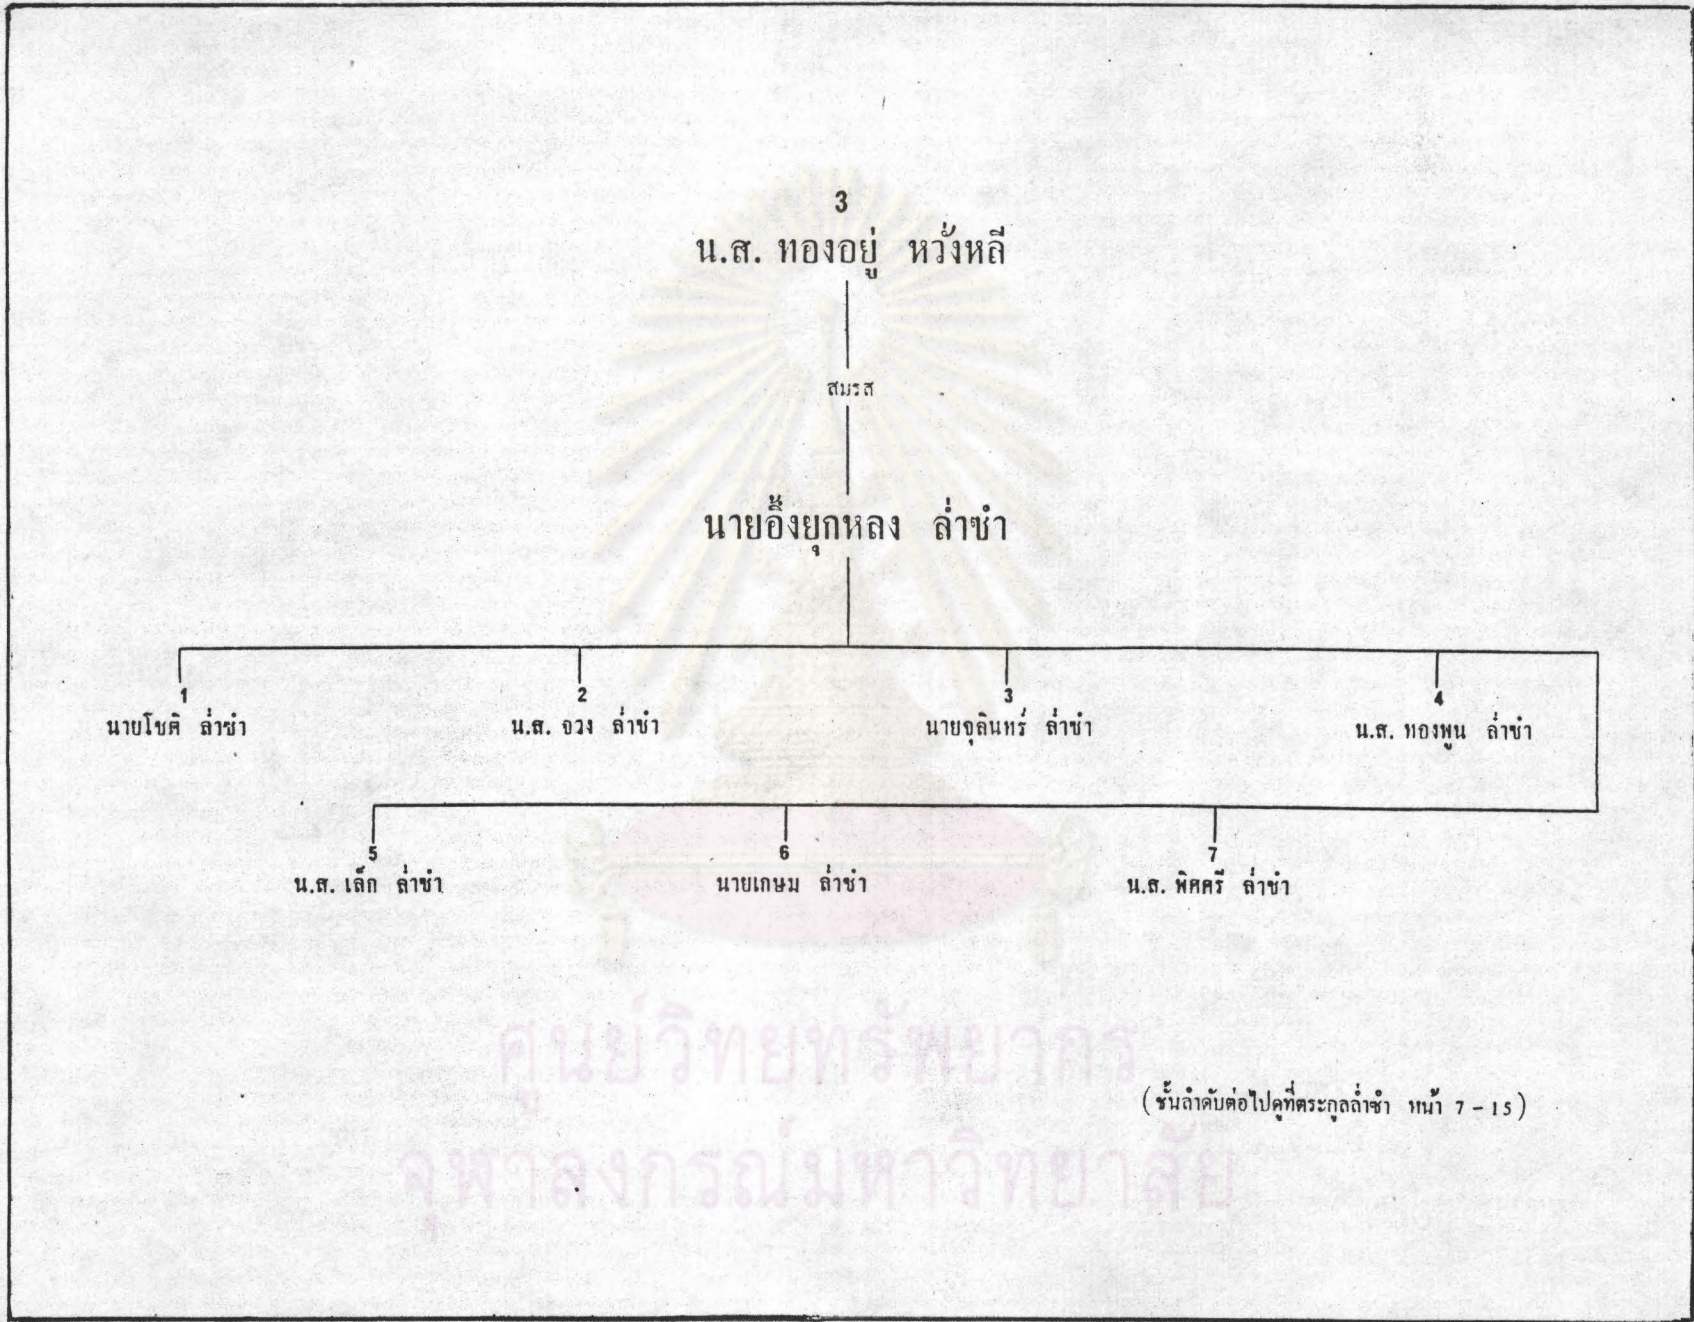 3
น.ส. ทองอยู่ หวั่งหลี
สมรส
นายอึ้งยุกหลง ล่ำซำ
1 2 3 4
นายโชติ ล่ำซำ น.ส. จวง ล่ำซำ นายจุลินทร์ ล่ำซำ น.ส. ทองพูน ล่ำซำ
5 6 7
น.ส. เล็ก ล่ำซำ นายเกษม ล่ำซำ น.ส. พิศศรี ล่ำซำ
ศูนย์วิทยทรัพยากร
(ชั้นลำดับต่อไปดูที่ตระกูลล่ำซำ หน้า 7 - 15)
จุฬาลงกรณ์มหาวิทยาลัย